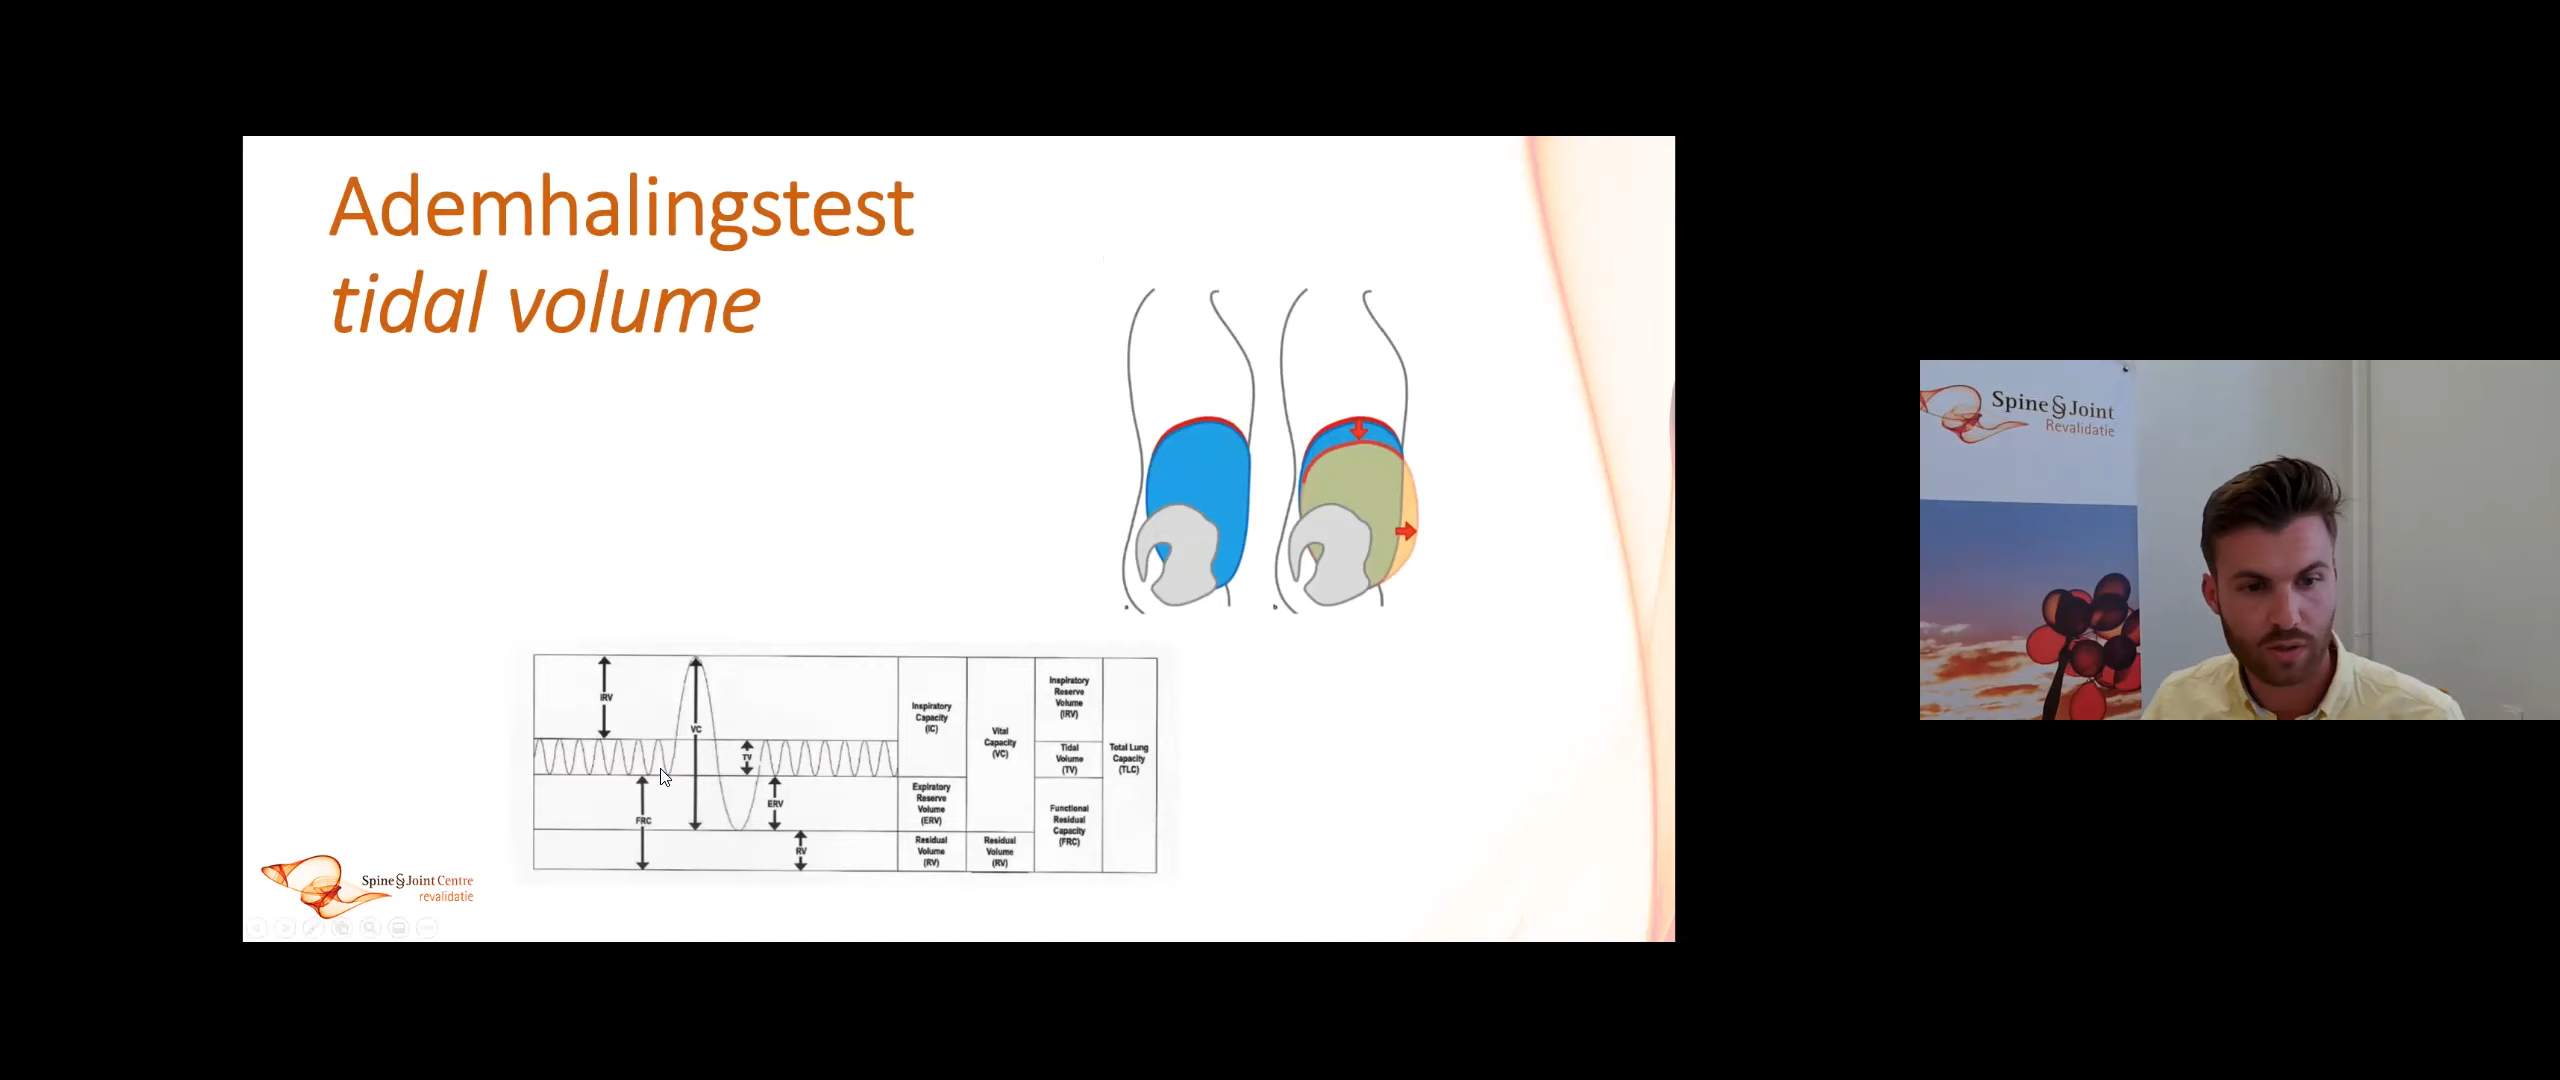 Ademhalingstest
tidal volume
IRV
VC
TV
FRC
ERV
RV
Inspiratory
Capacity
(IC)
Expiratory
Reserve
Volume
(ERV)
Residual
Volume
(RV)
Vital
Capacity
(VC)
Residual
Volume
(RV)
Inspiratory
Reserve
Volume
(IRV)
Tidal
Volume
(TV)
Functional
Residual
Capacity
(FRC)
Total Lung
Capacity
(TLC)
Spine&Joint Centre
revalidatie
Spine&Joint
Revalidatie